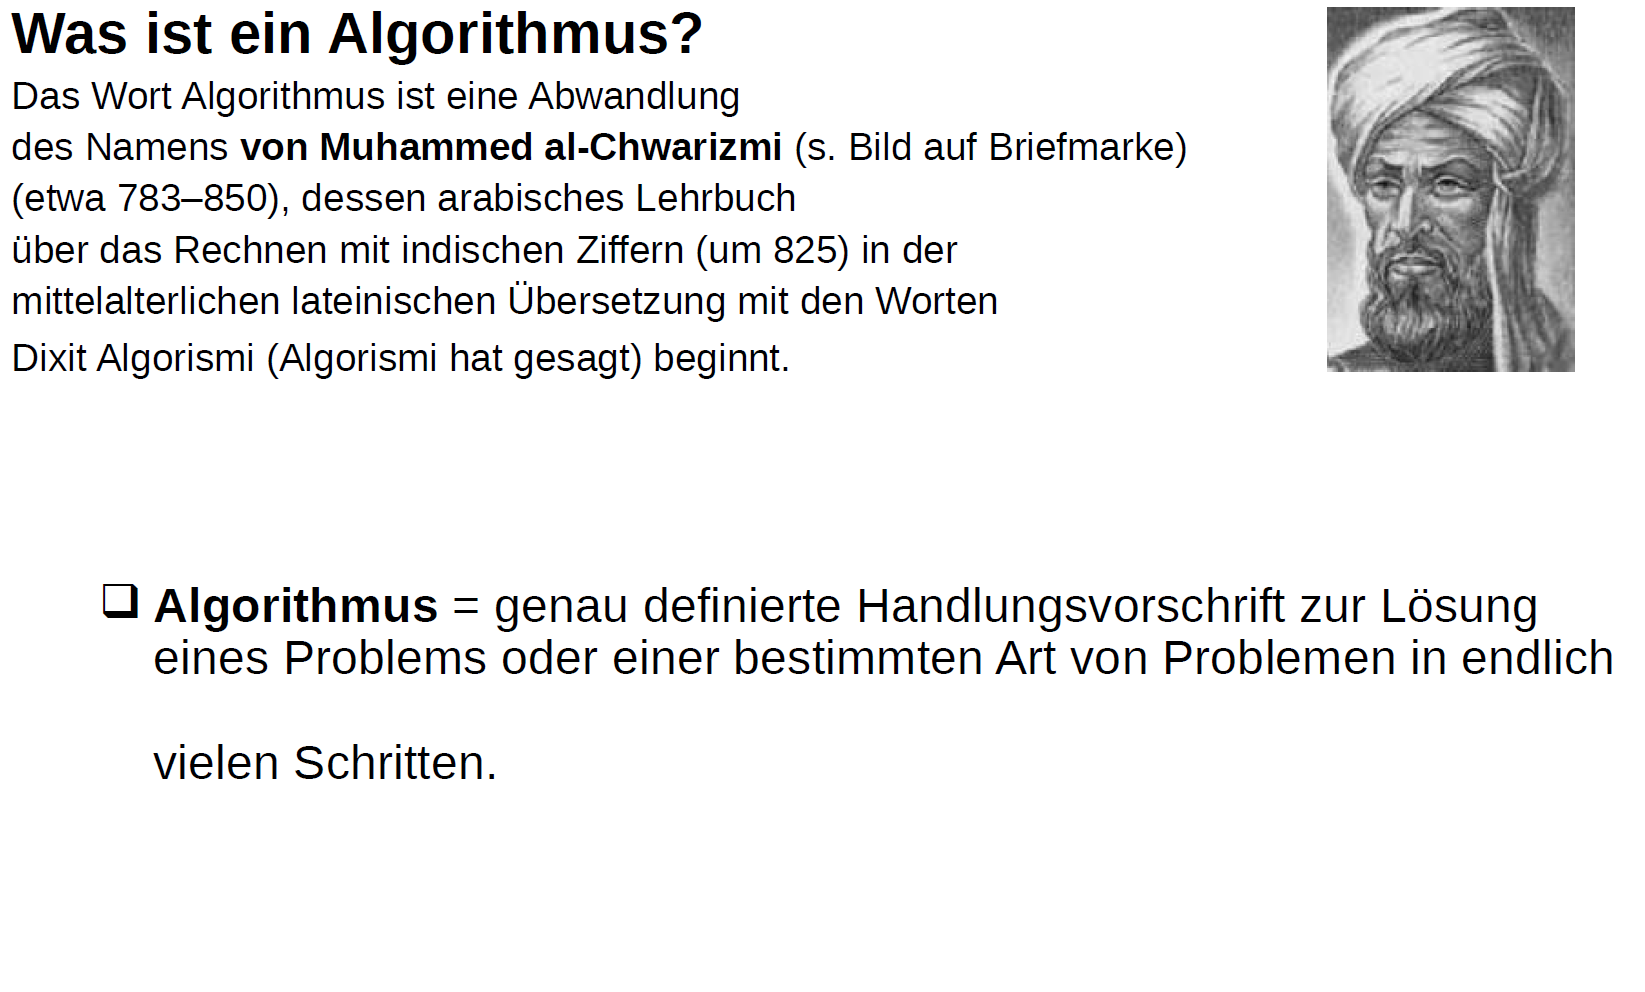 Was ist ein Algorithmus?
Das Wort Algorithmus ist eine Abwandlung
des Namens von Muhammed al-Chwarizmi (s. Bild auf Briefmarke)
(etwa 783–850), dessen arabisches Lehrbuch
über das Rechnen mit indischen Ziffern (um 825) in der
mittelalterlichen lateinischen Übersetzung mit den Worten
Dixit Algorismi (Algorismi hat gesagt) beginnt.
❑ Algorithmus = genau definierte Handlungsvorschrift zur Lösung
eines Problems oder einer bestimmten Art von Problemen in endlich
vielen Schritten.